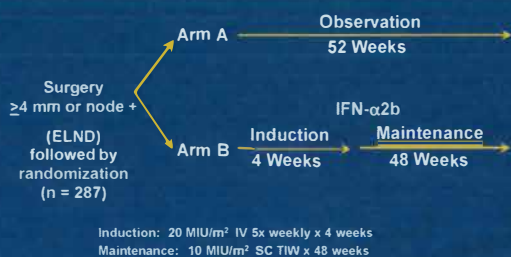 Observation
Arm A
52 Weeks
Surgery
≥4 mm or node +
(ELND)
followed by
randomization
(n = 287)
IFN-α2b
Induction
Maintenance
Arm B
4 Weeks
48 Weeks
Induction: 20 MIU/m² IV 5x weekly x 4 weeks
Maintenance: 10 MIU/m² SC TIW x 48 weeks